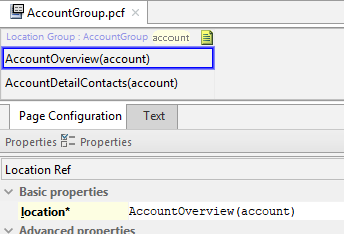 AccountGroup.pcf ×
Location Group : AccountGroup account
AccountOverview(account)
AccountDetailContacts(account)
Page Configuration Text
Properties Properties
Location Ref
Basic properties
location* AccountOverview(account)
Advanced properties